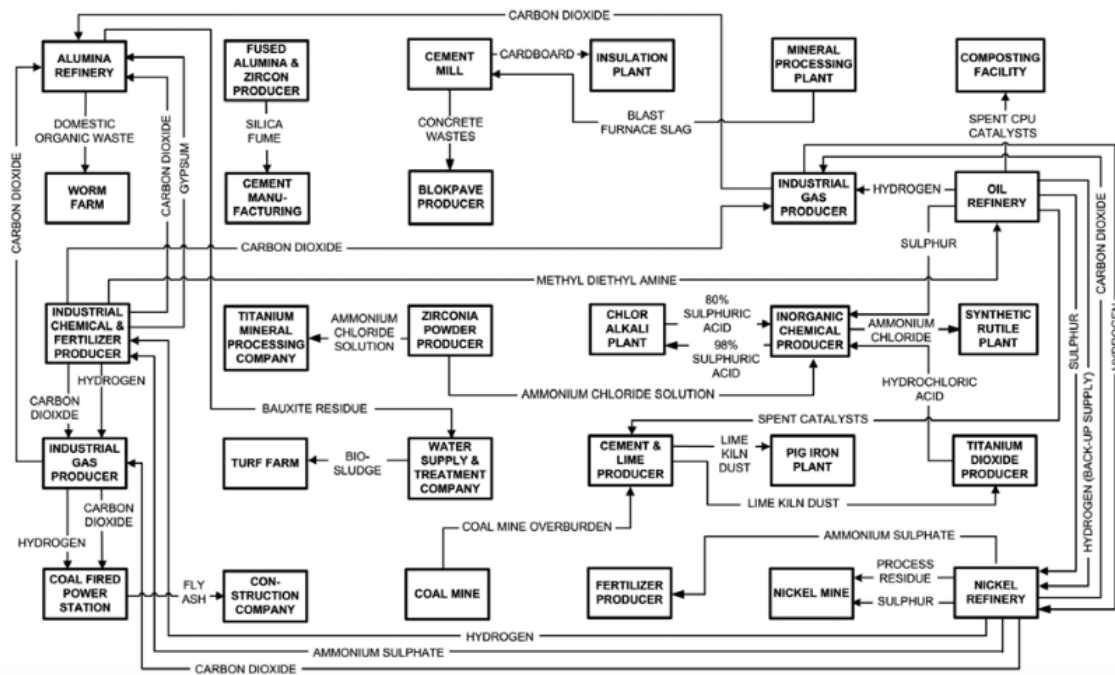 CARBON DIOXIDE
ALUMINA
REFINERY
FUSED
ALUMINA &
ZIRCON
PRODUCER
CEMENT
MILL
CARDBOARD
INSULATION
PLANT
MINERAL
PROCESSING
PLANT
COMPOSTING
FACILITY
DOMESTIC
ORGANIC WASTE
SILICA
FUME
CONCRETE
WASTES
BLAST
FURNACE SLAG
SPENT CPU
CATALYSTS
CARBON DIOXIDE
CARBON DIOXIDE
GYPSUM
WORM
FARM
CEMENT
MANU-
FACTURING
BLOKPAVE
PRODUCER
INDUSTRIAL
GAS
PRODUCER
HYDROGEN
OIL
REFINERY
CARBON DIOXIDE
HYDROGEN
CARBON DIOXIDE
SULPHUR
METHYL DIETHYL AMINE
INDUSTRIAL
CHEMICAL &
FERTILIZER
PRODUCER
TITANIUM
MINERAL
PROCESSING
COMPANY
AMMONIUM
CHLORIDE
SOLUTION
ZIRCONIA
POWDER
PRODUCER
CHLOR
ALKALI
PLANT
80%
SULPHURIC
ACID
98%
SULPHURIC
ACID
INORGANIC
CHEMICAL
PRODUCER
AMMONIUM
CHLORIDE
SYNTHETIC
RUTILE
PLANT
SULPHUR
HYDROGEN (BACK-UP SUPPLY)
HYDROGEN
CARBON
DIOIXDE
HYDROCHLORIC
ACID
AMMONIUM CHLORIDE SOLUTION
BAUXITE RESIDUE
SPENT CATALYSTS
INDUSTRIAL
GAS
PRODUCER
TURF FARM
BIO-
SLUDGE
WATER
SUPPLY &
TREATMENT
COMPANY
CEMENT &
LIME
PRODUCER
LIME
KILN
DUST
PIG IRON
PLANT
TITANIUM
DIOXIDE
PRODUCER
LIME KILN DUST
CARBON
DIOXIDE
HYDROGEN
COAL MINE OVERBURDEN
AMMONIUM SULPHATE
COAL FIRED
POWER
STATION
FLY
ASH
CON-
STRUCTION
COMPANY
COAL MINE
FERTILIZER
PRODUCER
NICKEL MINE
PROCESS
RESIDUE
SULPHUR
NICKEL
REFINERY
HYDROGEN
AMMONIUM SULPHATE
CARBON DIOXIDE